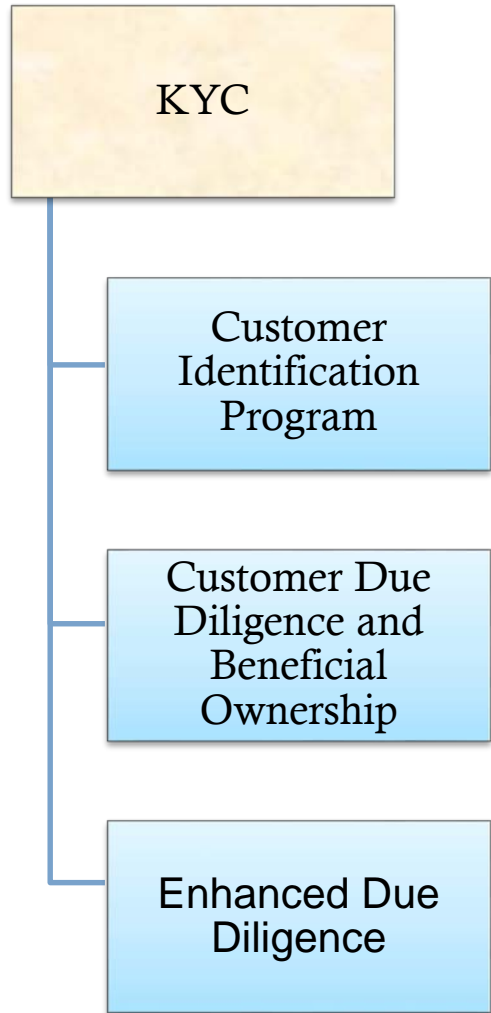 KYC
Customer
Identification
Program
Customer Due
Diligence and
Beneficial
Ownership
Enhanced Due
Diligence